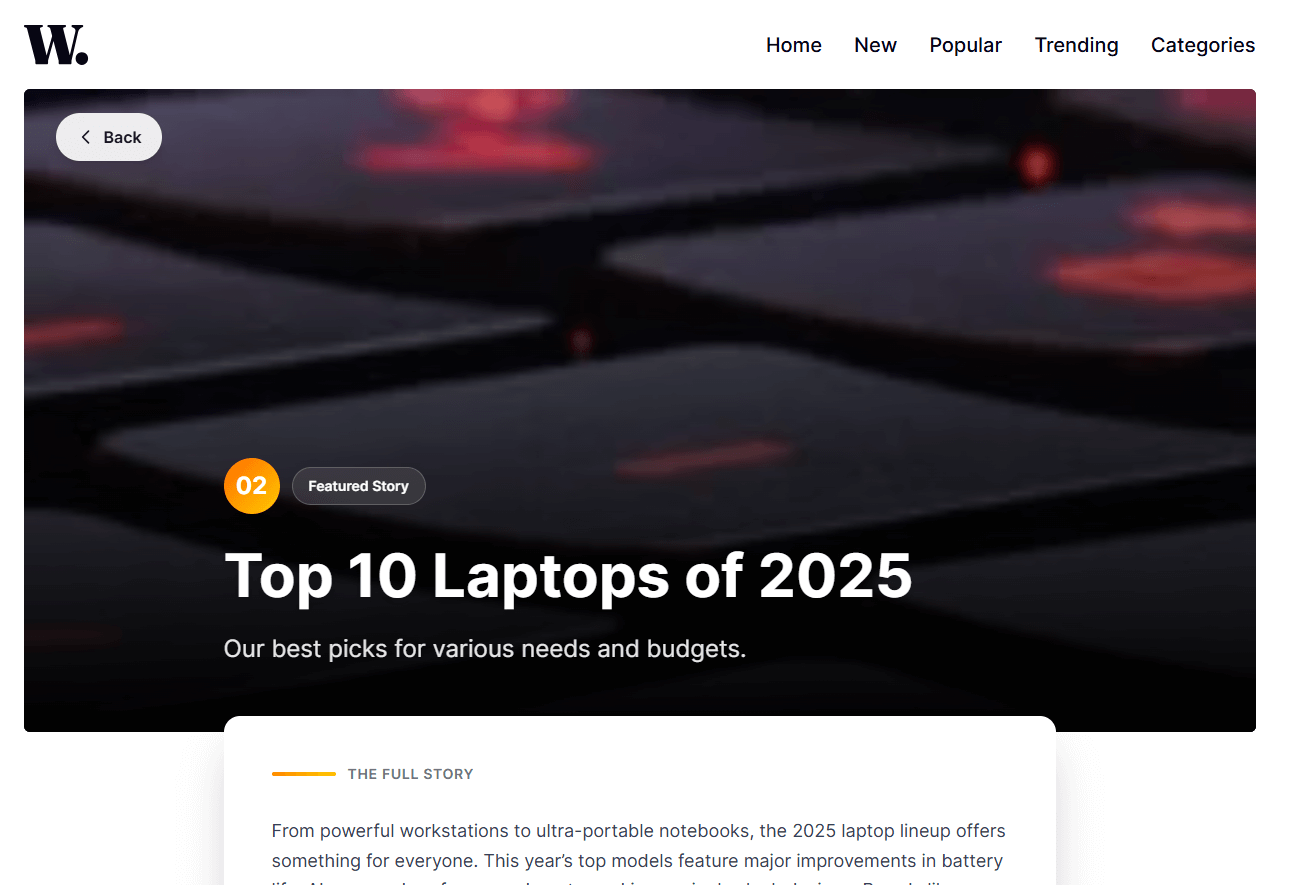 W.
Home New Popular Trending Categories
Back
02 Featured Story
Top 10 Laptops of 2025
Our best picks for various needs and budgets.
THE FULL STORY
From powerful workstations to ultra-portable notebooks, the 2025 laptop lineup offers
something for everyone. This year’s top models feature major improvements in battery